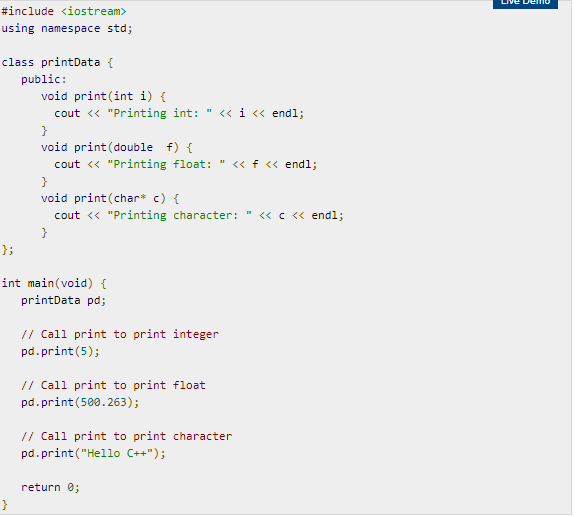 Live Demo
#include <iostream>
using namespace std;

class printData {
   public:
      void print(int i) {
        cout << "Printing int: " << i << endl;
      }
      void print(double  f) {
        cout << "Printing float: " << f << endl;
      }
      void print(char* c) {
        cout << "Printing character: " << c << endl;
      }
};

int main(void) {
   printData pd;

   // Call print to print integer
   pd.print(5);

   // Call print to print float
   pd.print(500.263);

   // Call print to print character
   pd.print("Hello C++");

   return 0;
}